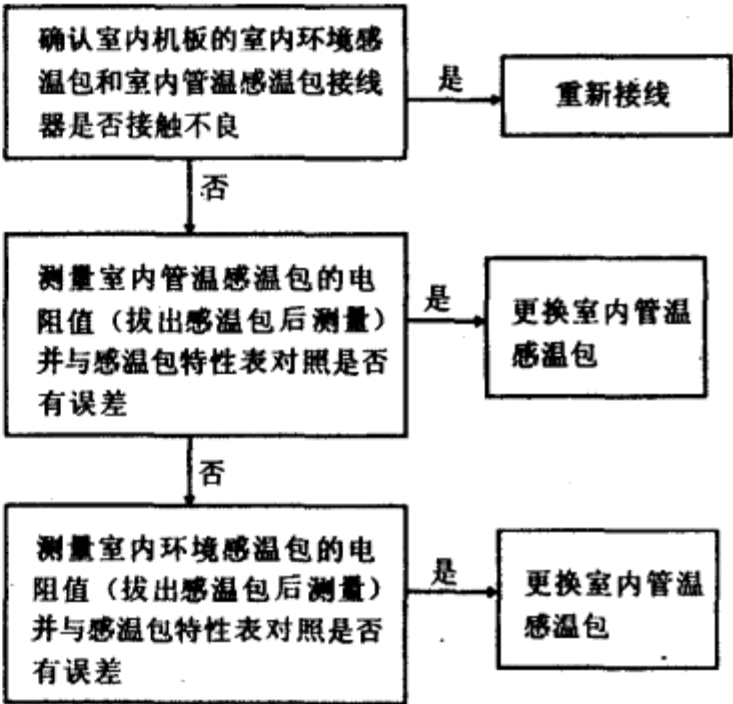 确认室内机板的室内环境感
温包和室内管温感温包接线
器是否接触不良
是
重新接线
否
测量室内管温感温包的电
阻值（拔出感温包后测量）
并与感温包特性表对照是否
有误差
是
更换室内管温
感温包
否
测量室内环境感温包的电
阻值（拔出感温包后测量）
并与感温包特性表对照是否
有误差
是
更换室内管温
感温包